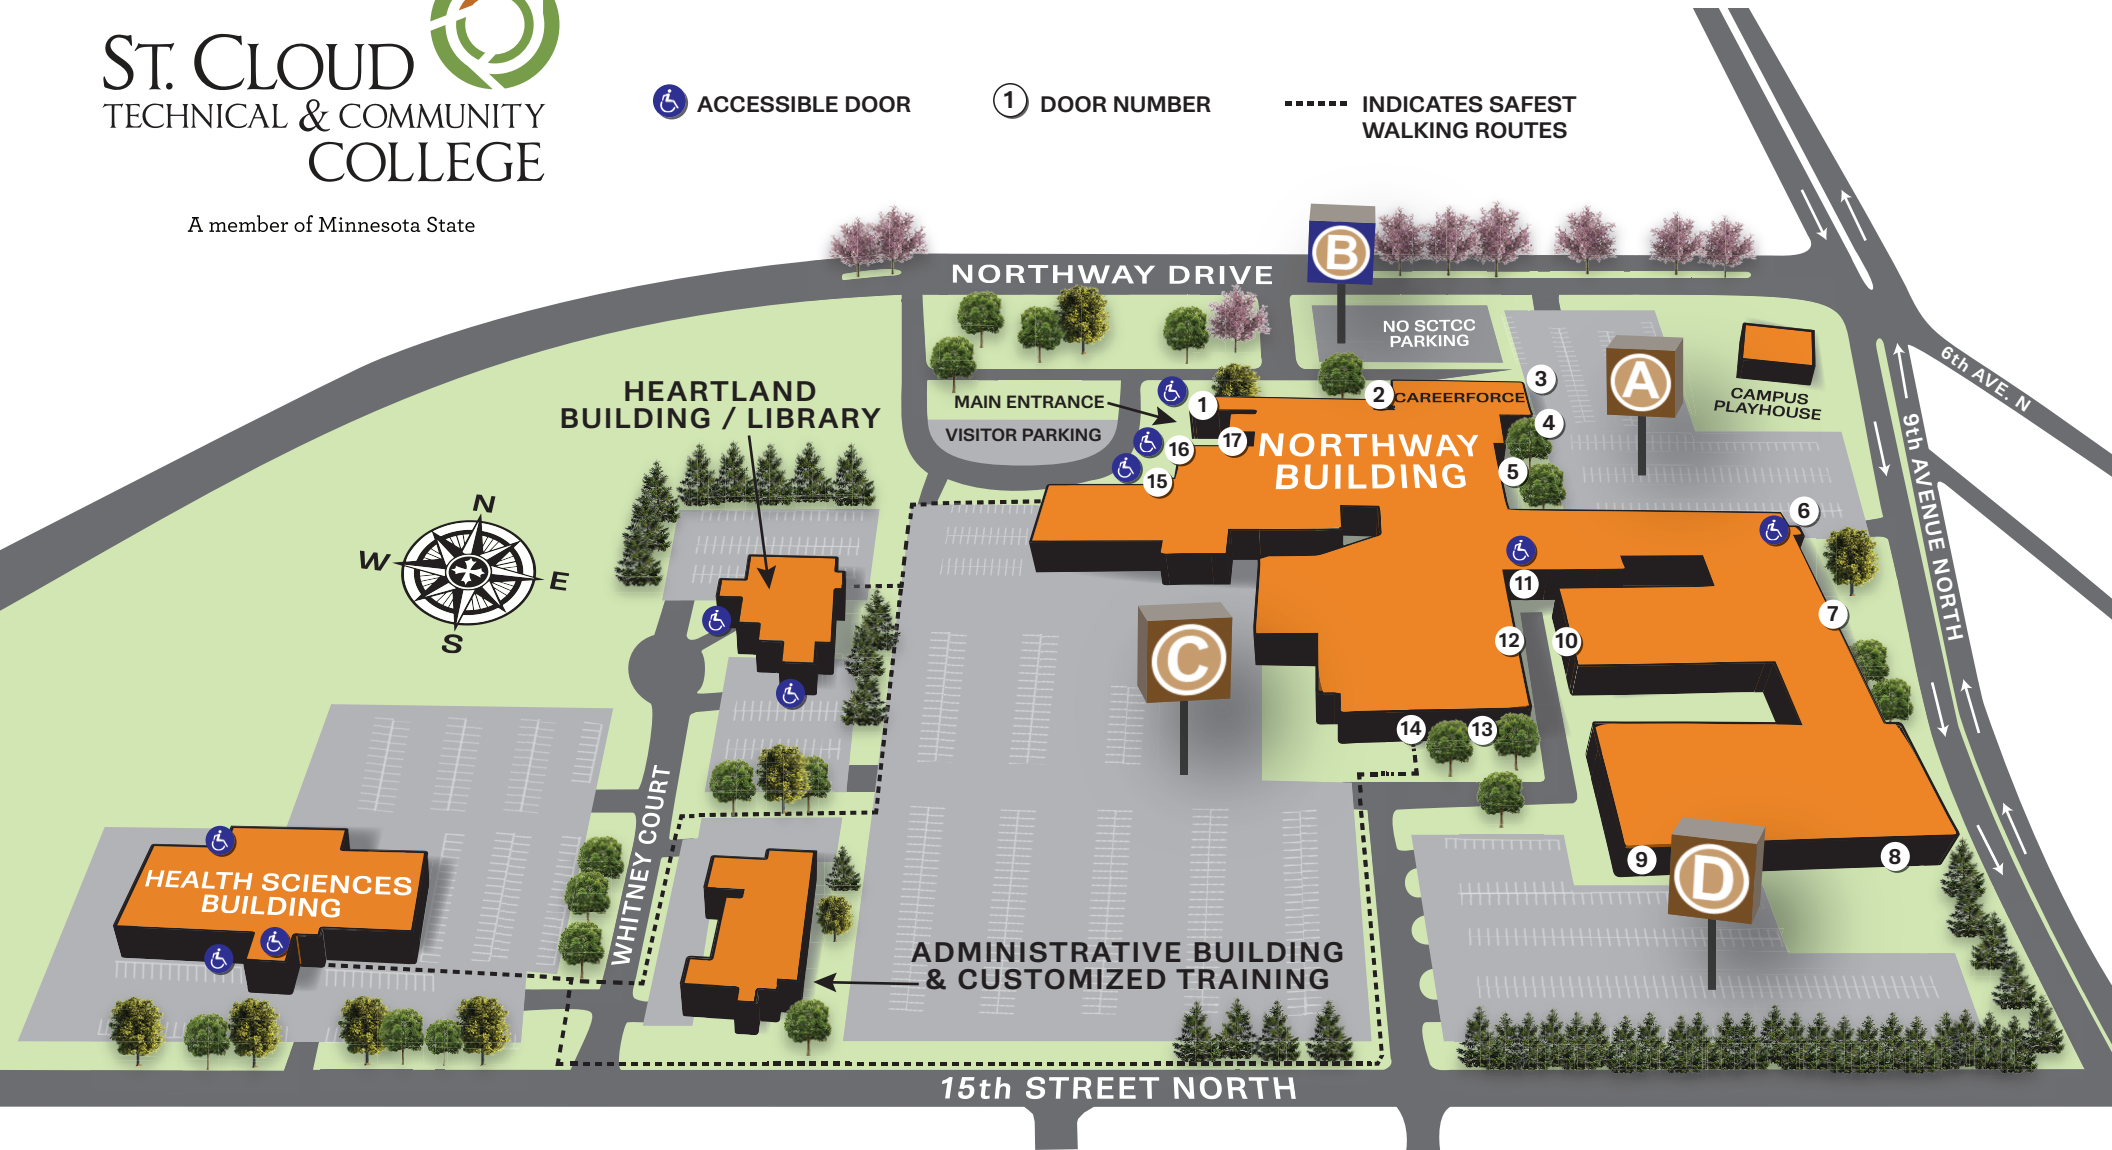 ST. CLOUD
TECHNICAL & COMMUNITY
COLLEGE
A member of Minnesota State
ACCESSIBLE DOOR
1 DOOR NUMBER
INDICATES SAFEST
WALKING ROUTES
NORTHWAY DRIVE
B
NO SCTCC
PARKING
A
CAMPUS
PLAYHOUSE
6th AVE. N
9th AVENUE NORTH
HEARTLAND
BUILDING / LIBRARY
MAIN ENTRANCE
VISITOR PARKING
1
2
CAREERFORCE
3
4
5
6
7
8
9
10
11
12
13
14
15
16
17
NORTHWAY
BUILDING
N
W
E
S
C
D
WHITNEY COURT
HEALTH SCIENCES
BUILDING
ADMINISTRATIVE BUILDING
& CUSTOMIZED TRAINING
15th STREET NORTH